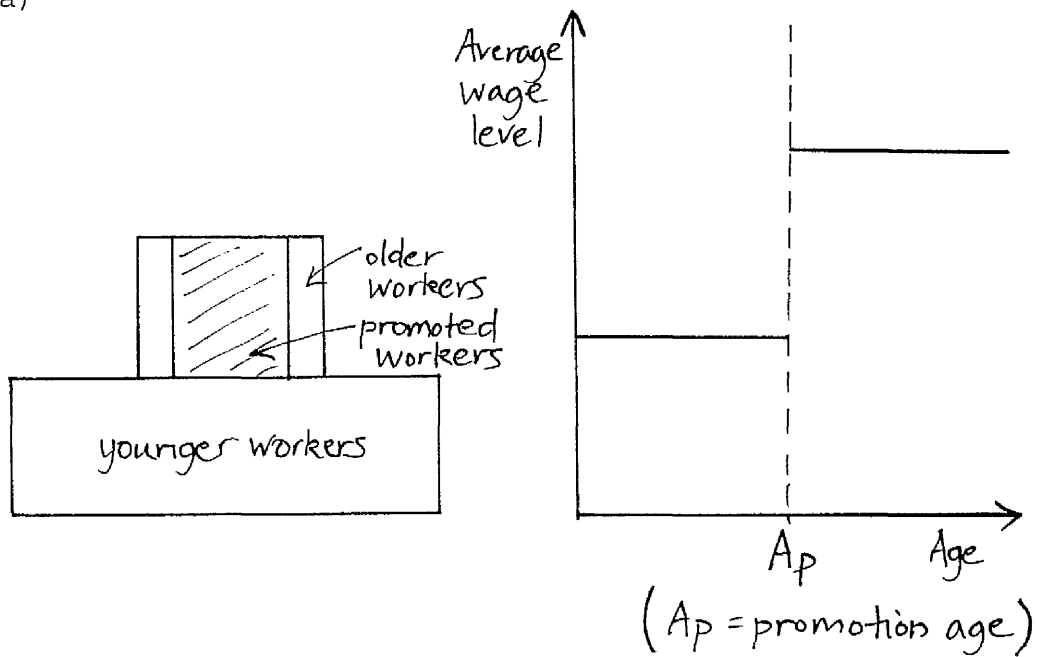 a)
Average
wage
level
older
workers
promoted
workers
younger workers
Ap
Age
(Ap = promotion age)